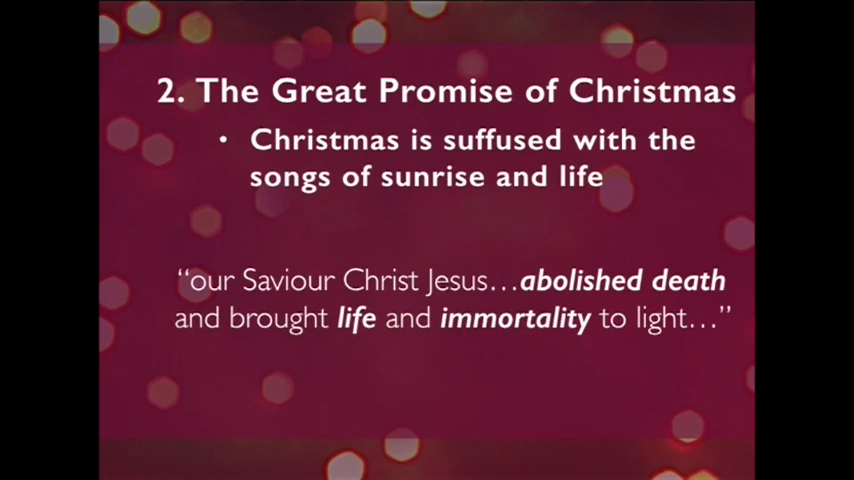 2. The Great Promise of Christmas
• Christmas is suffused with the
songs of sunrise and life
“our Saviour Christ Jesus…abolished death
and brought life and immortality to light…”